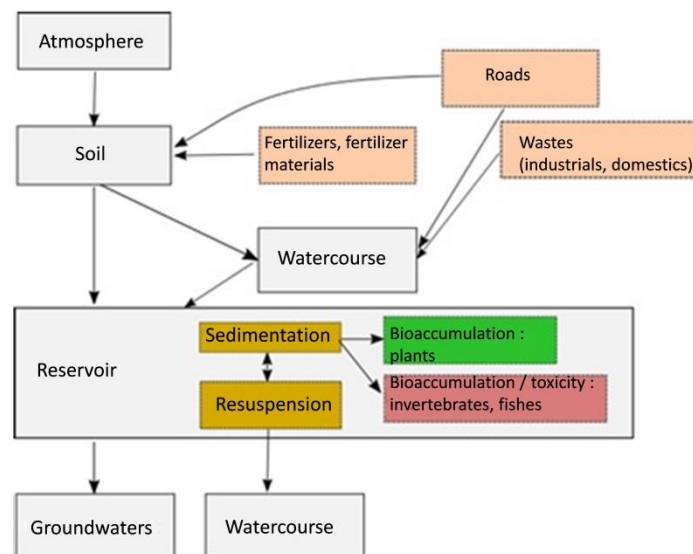 Atmosphere
Roads
Soil
Fertilizers, fertilizer
materials
Wastes
(industrials, domestics)
Watercourse
Reservoir
Sedimentation
Resuspension
Bioaccumulation :
plants
Bioaccumulation / toxicity :
invertebrates, fishes
Groundwaters
Watercourse